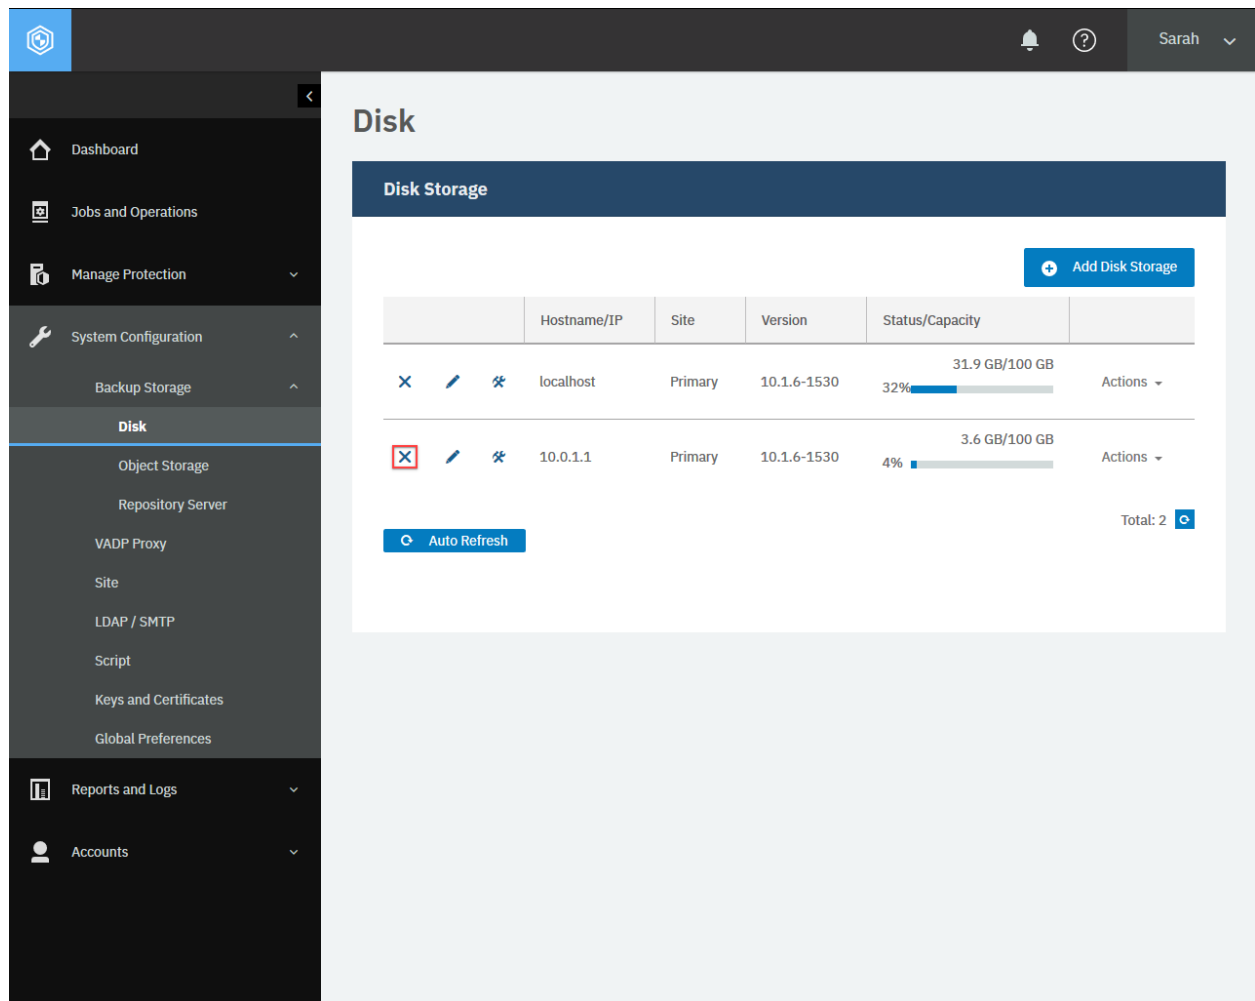 Sarah
Dashboard
Jobs and Operations
Manage Protection
System Configuration
Backup Storage
Disk
Object Storage
Repository Server
VADP Proxy
Site
LDAP / SMTP
Script
Keys and Certificates
Global Preferences
Reports and Logs
Accounts
Disk
Disk Storage
Add Disk Storage
Hostname/IP Site Version Status/Capacity
localhost Primary 10.1.6-1530 32% 31.9 GB/100 GB Actions
10.0.1.1 Primary 10.1.6-1530 4% 3.6 GB/100 GB Actions
Total: 2
Auto Refresh